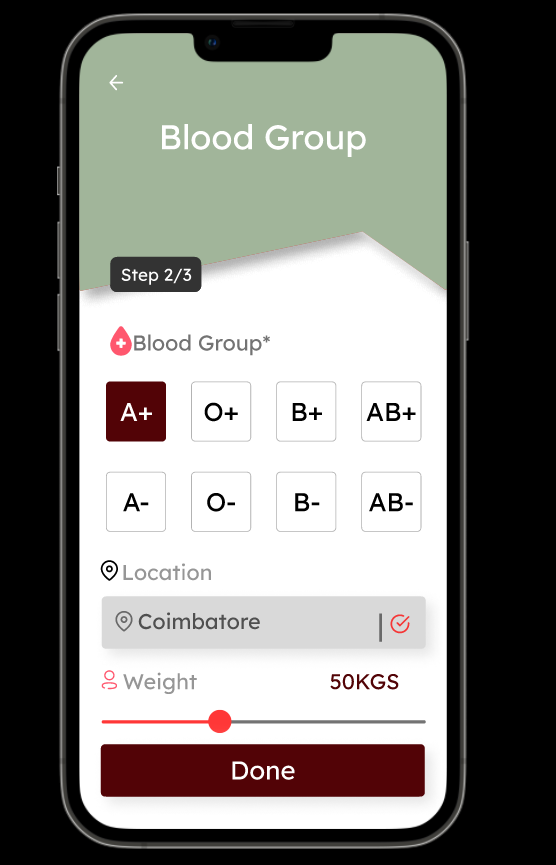 Blood Group
Step 2/3
Blood Group*
A+ O+ B+ AB+
A- O- B- AB-
Location
Coimbatore
Weight 50KGS
Done